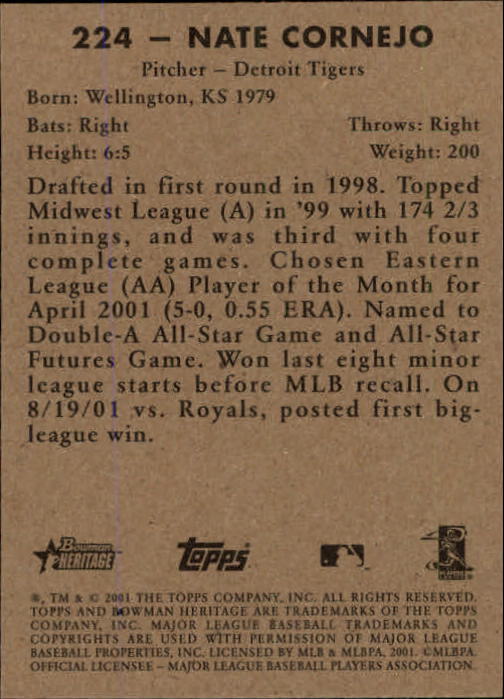 224 – NATE CORNEJO
Pitcher – Detroit Tigers
Born: Wellington, KS 1979
Bats: Right Throws: Right
Height: 6:5 Weight: 200
Drafted in first round in 1998. Topped
Midwest League (A) in '99 with 174 2/3
innings, and was third with four
complete games. Chosen Eastern
League (AA) Player of the Month for
April 2001 (5-0, 0.55 ERA). Named to
Double-A All-Star Game and All-Star
Futures Game. Won last eight minor
league starts before MLB recall. On
8/19/01 vs. Royals, posted first big-
league win.
Bowman HERITAGE Topps
®, TM & © 2001 THE TOPPS COMPANY, INC. ALL RIGHTS RESERVED.
TOPPS AND BOWMAN HERITAGE ARE TRADEMARKS OF THE TOPPS
COMPANY, INC. MAJOR LEAGUE BASEBALL TRADEMARKS AND
COPYRIGHTS ARE USED WITH PERMISSION OF MAJOR LEAGUE
BASEBALL PROPERTIES, INC. LICENSED BY MLB & MLBPA, 2001. ©MLBPA.
OFFICIAL LICENSEE – MAJOR LEAGUE BASEBALL PLAYERS ASSOCIATION.